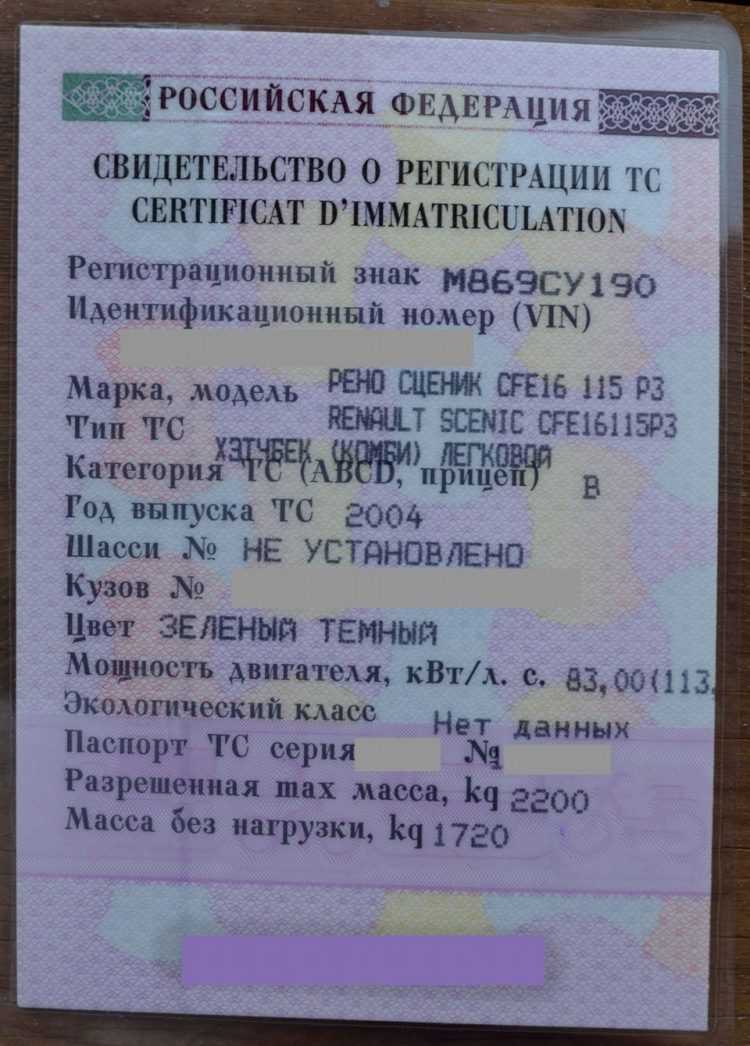 РОССИЙСКАЯ ФЕДЕРАЦИЯ
СВИДЕТЕЛЬСТВО О РЕГИСТРАЦИИ ТС
CERTIFICAT D'IMMATRICULATION
Регистрационный знак М869СУ190
Идентификационный номер (VIN)
Марка, модель РЕНО СЦЕНИК CFE16 115 P3
Тип ТС RENAULT SCENIC CFE16115P3
ХЭТЧБЕК (КОМБИ) ЛЕГКОВОЙ
Категория ТС (ABCD, прицеп) B
Год выпуска ТС 2004
Шасси № НЕ УСТАНОВЛЕНО
Кузов №
Цвет ЗЕЛЕНЫЙ ТЕМНЫЙ
Мощность двигателя, кВт/л. с. 83,00(113,
Экологический класс Нет данных
Паспорт ТС серия №
Разрешенная max масса, kg 2200
Масса без нагрузки, kg 1720